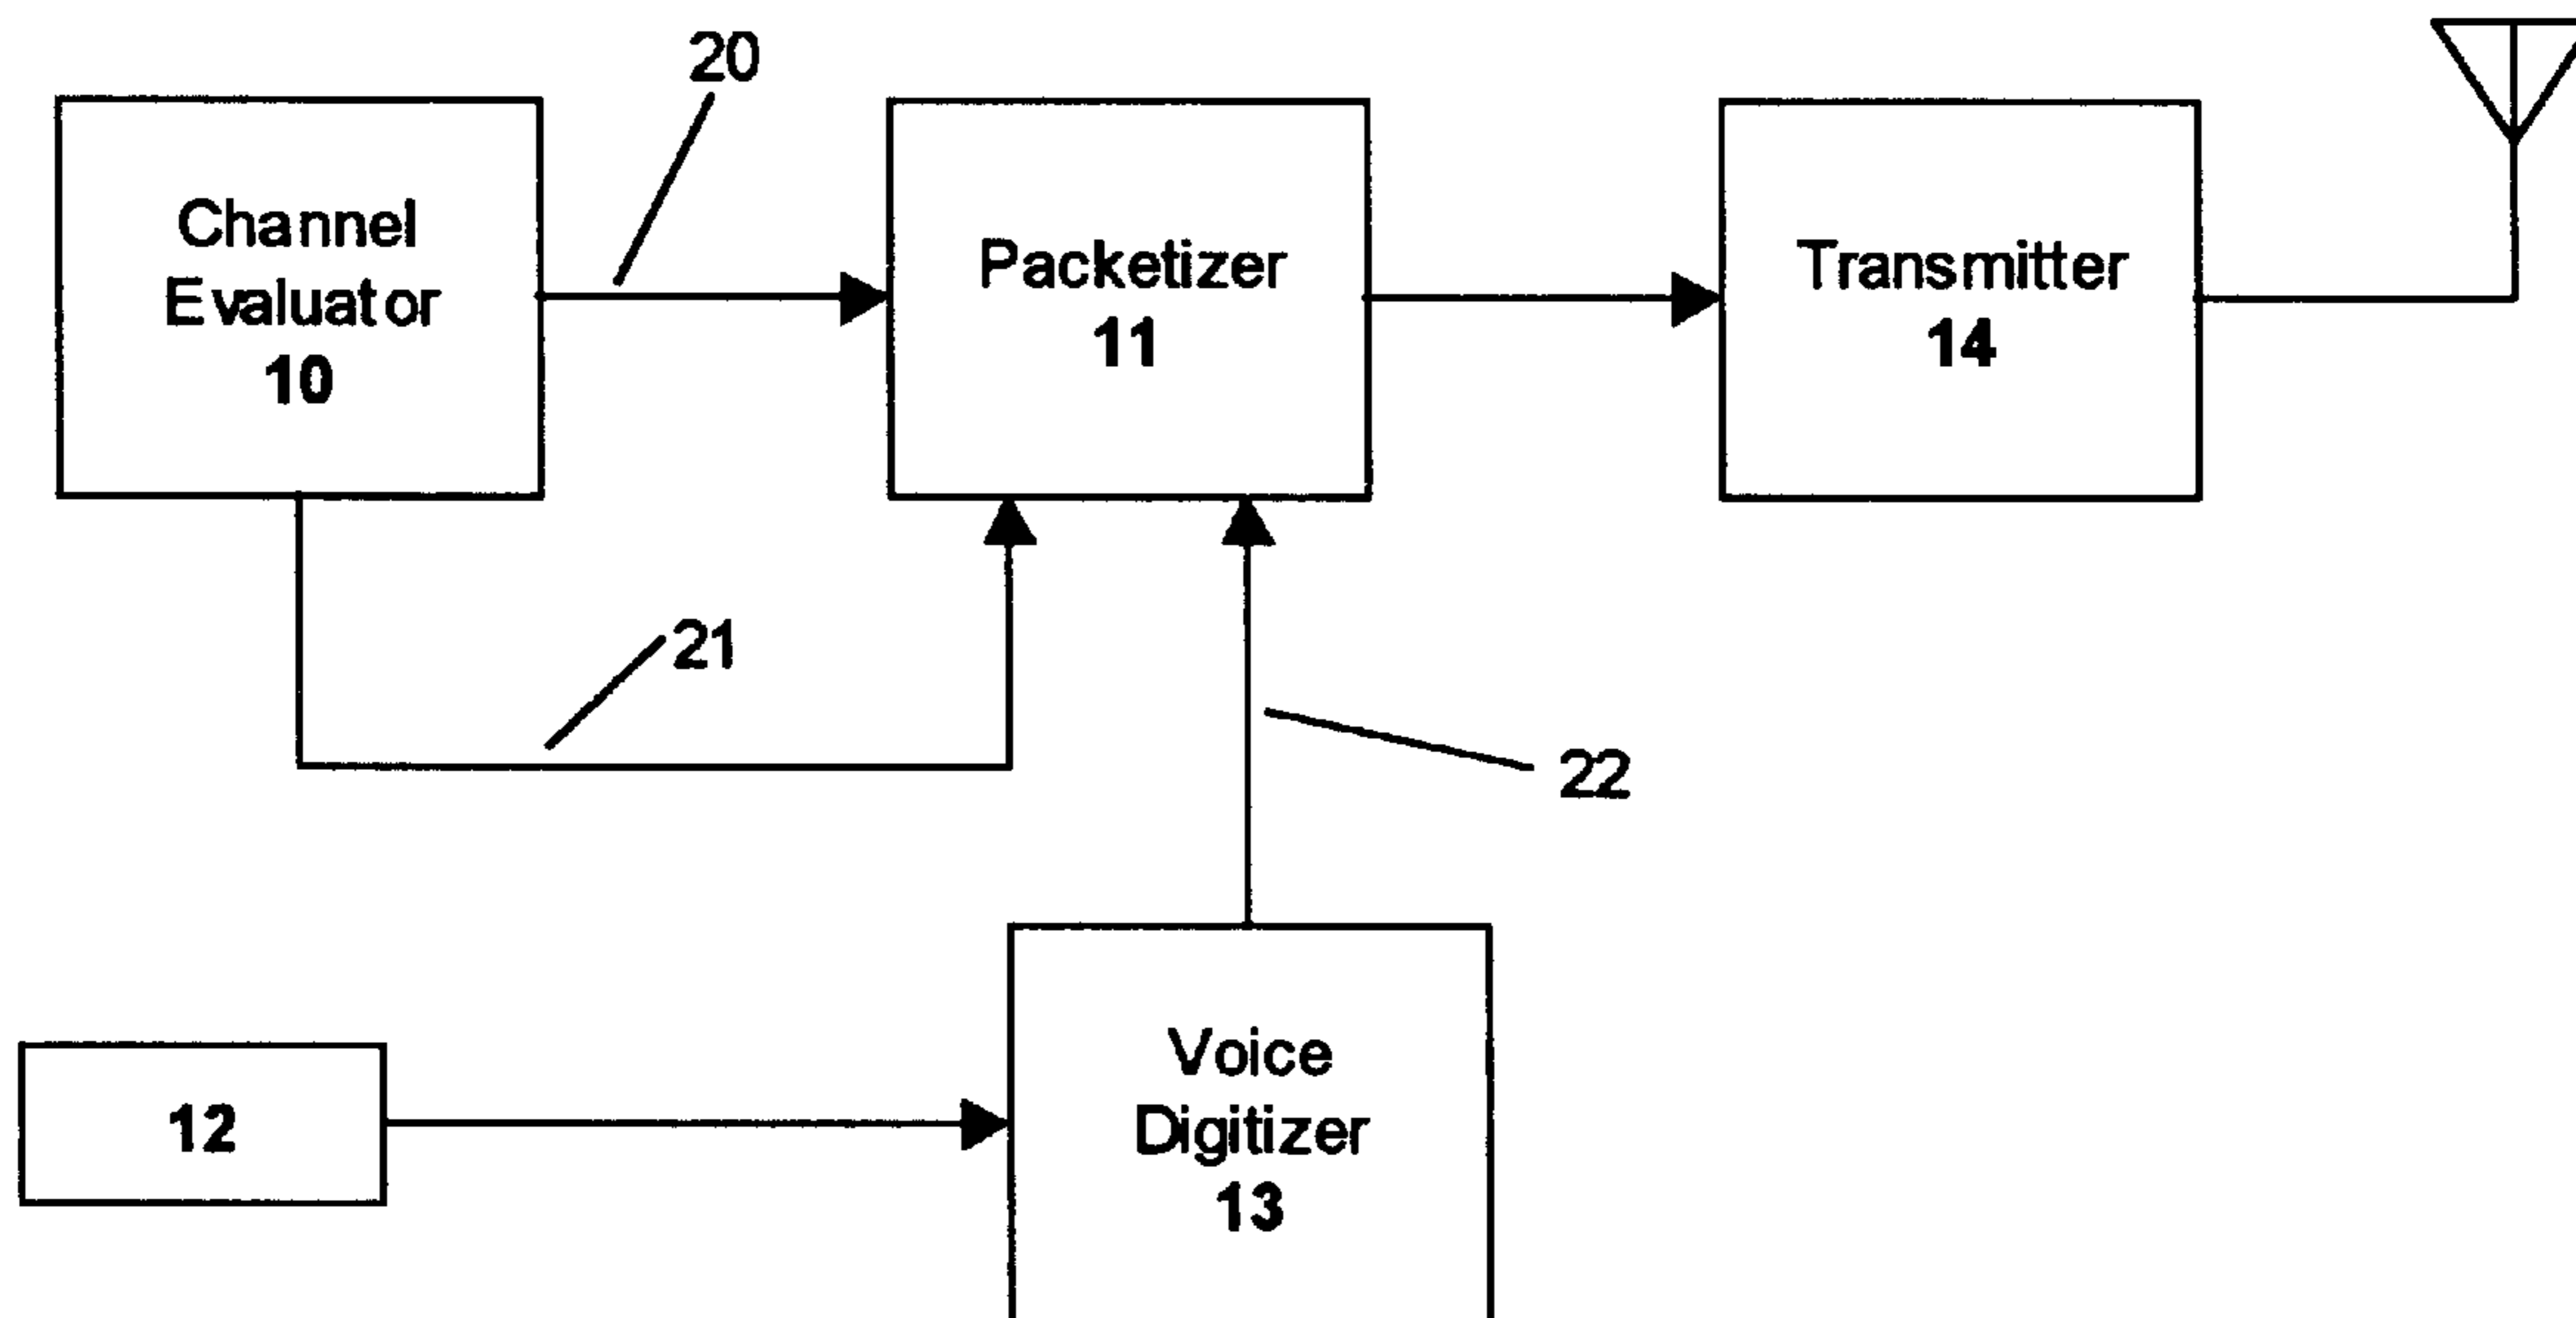 20
Channel
Evaluator
10
Packetizer
11
Transmitter
14
21
22
12
Voice
Digitizer
13